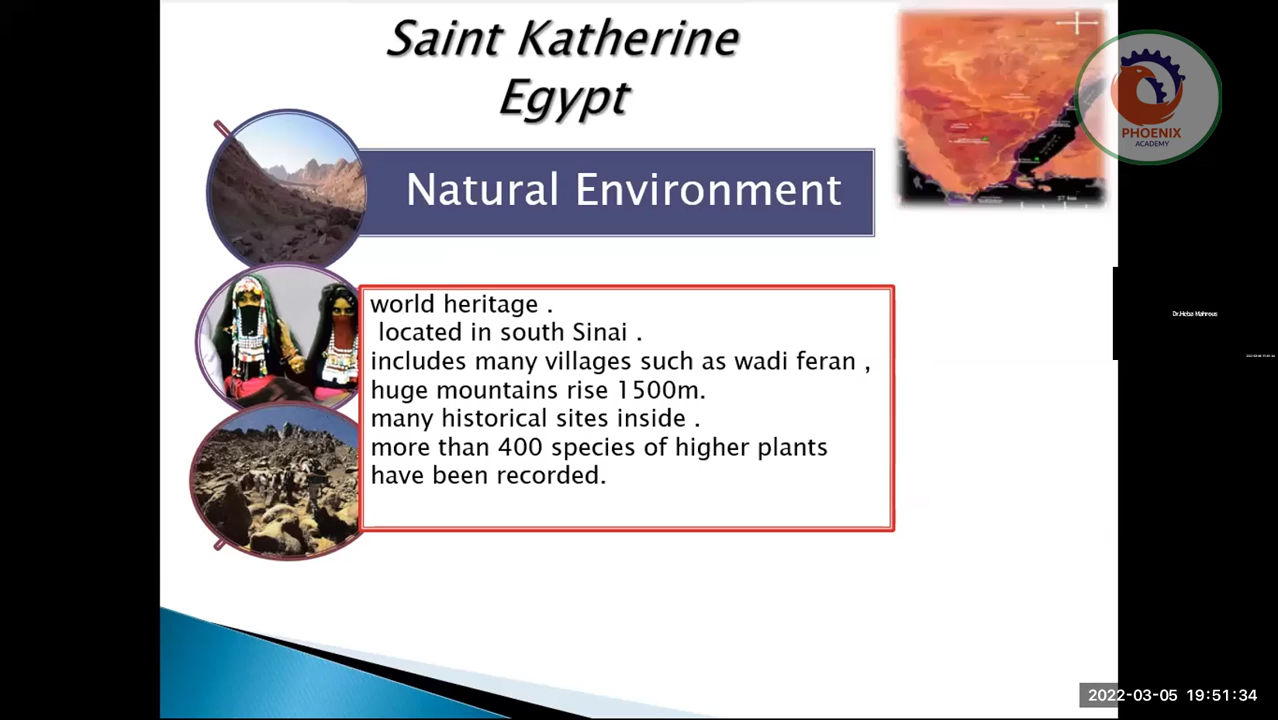 Saint Katherine
Egypt
PHOENIX
ACADEMY
Natural Environment
world heritage .
located in south Sinai .
includes many villages such as wadi feran ,
huge mountains rise 1500m.
many historical sites inside .
more than 400 species of higher plants
have been recorded.
Dr.Heba Mahrous
2022-03-05 19:51:34